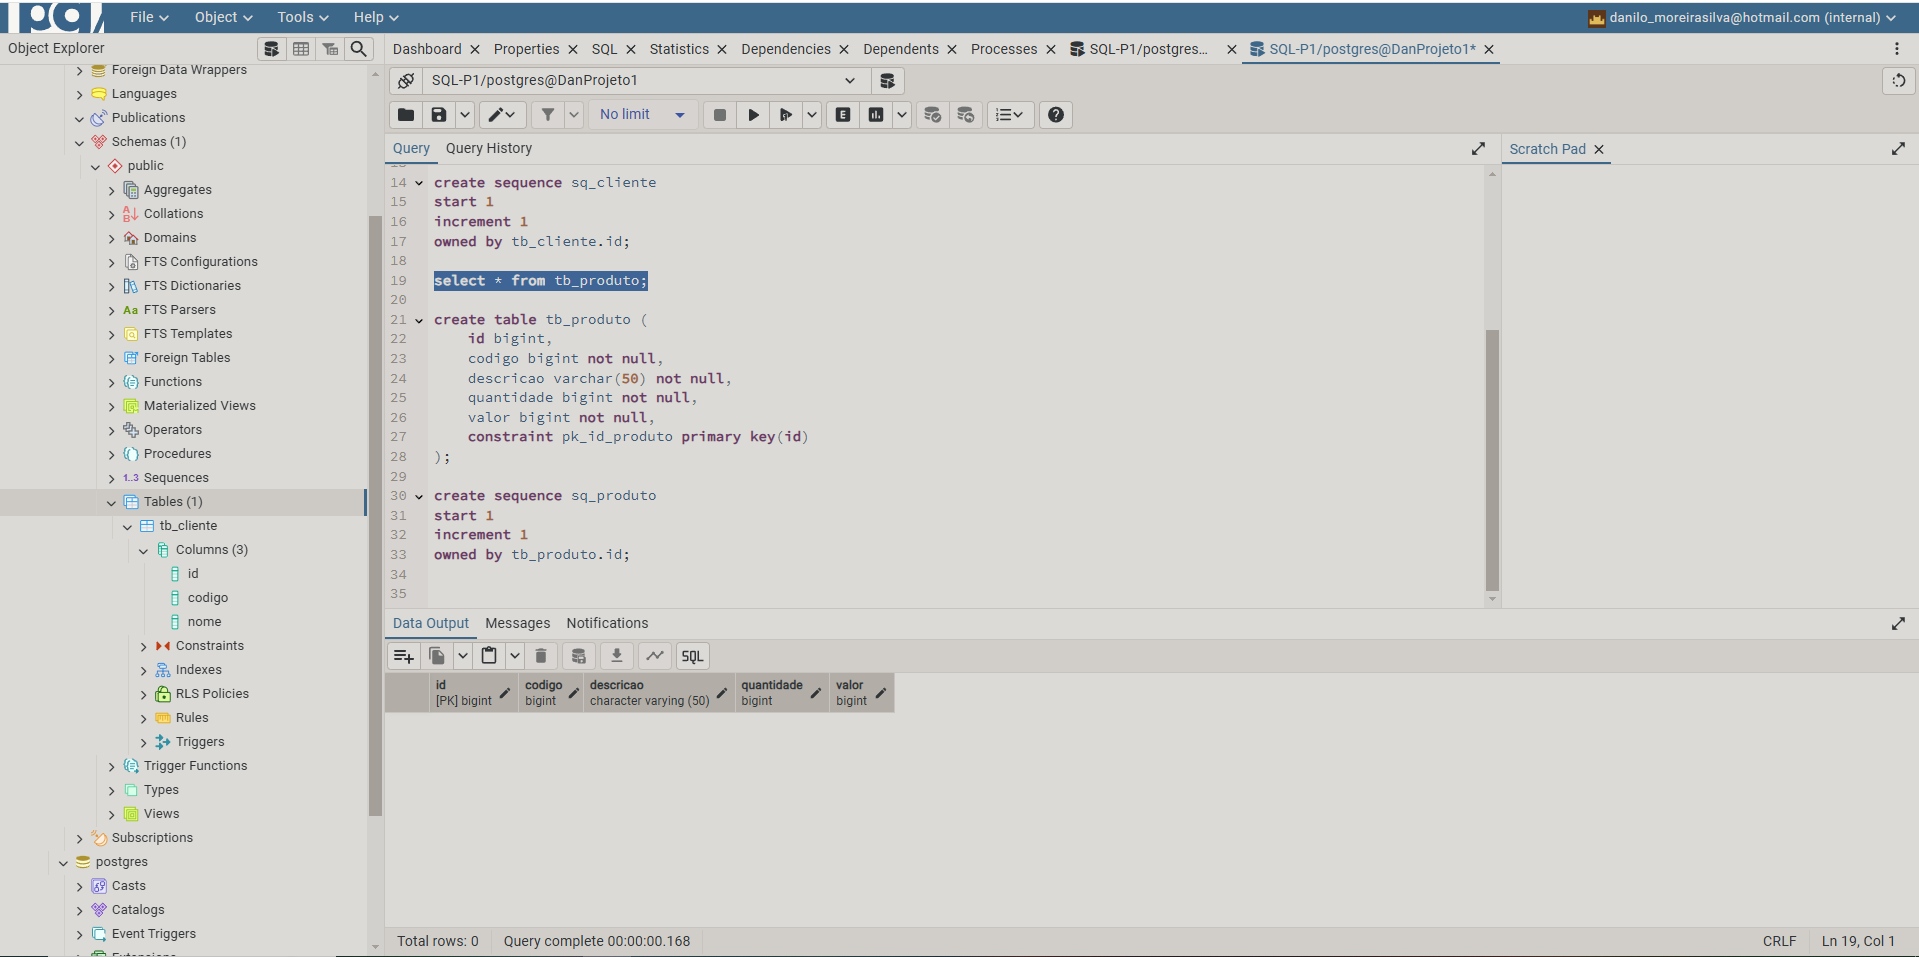 File
Object
Tools
Help
danilo_moreirasilva@hotmail.com (internal)
Object Explorer
Dashboard
Properties
SQL
Statistics
Dependencies
Dependents
Processes
SQL-P1/postgres...
SQL-P1/postgres@DanProjeto1*
Foreign Data Wrappers
Languages
Publications
Schemas (1)
public
Aggregates
Collations
Domains
FTS Configurations
FTS Dictionaries
Aa FTS Parsers
FTS Templates
Foreign Tables
Functions
Materialized Views
Operators
Procedures
1..3 Sequences
Tables (1)
tb_cliente
Columns (3)
id
codigo
nome
Constraints
Indexes
RLS Policies
Rules
Triggers
Trigger Functions
Types
Views
Subscriptions
postgres
Casts
Catalogs
Event Triggers
SQL-P1/postgres@DanProjeto1
No limit
E
Query
Query History
Scratch Pad
14 create sequence sq_cliente
15 start 1
16 increment 1
17 owned by tb_cliente.id;
18
19 select * from tb_produto;
20
21 create table tb_produto (
22 id bigint,
23 codigo bigint not null,
24 descricao varchar(50) not null,
25 quantidade bigint not null,
26 valor bigint not null,
27 constraint pk_id_produto primary key(id)
28 );
29
30 create sequence sq_produto
31 start 1
32 increment 1
33 owned by tb_produto.id;
34
35
Data Output
Messages
Notifications
SQL
id
[PK] bigint
codigo
bigint
descricao
character varying (50)
quantidade
bigint
valor
bigint
Total rows: 0
Query complete 00:00:00.168
CRLF
Ln 19, Col 1